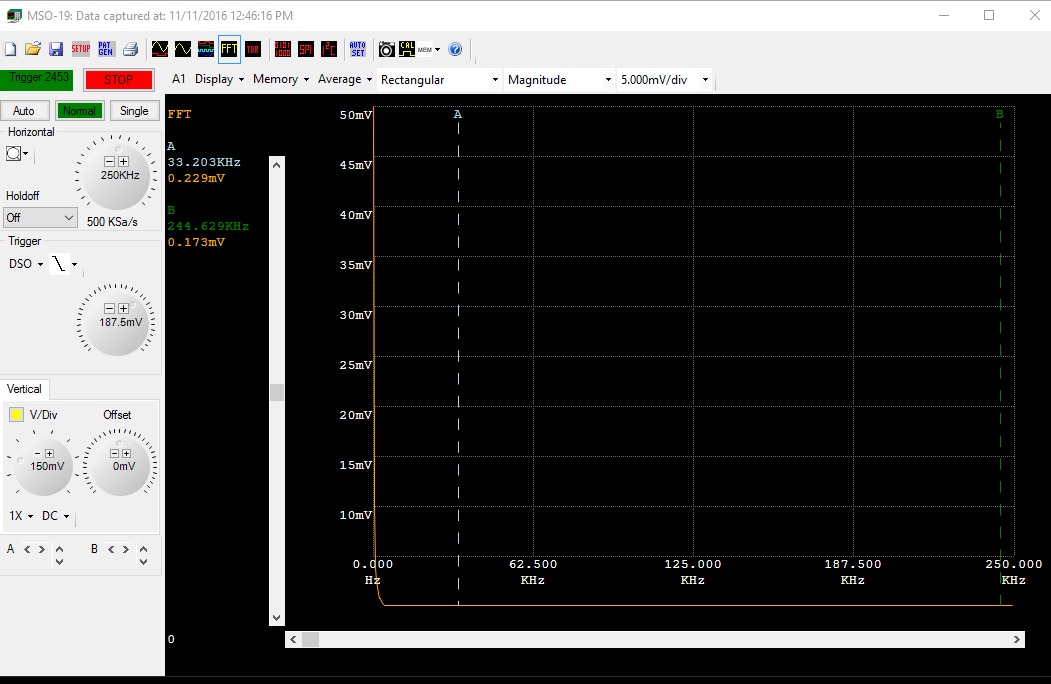 MSO-19: Data captured at: 11/11/2016 12:46:16 PM
SETUP PAT GEN FFT TDR SPI I²C AUTO SET CAL MEM ?
Trigger 2453 STOP A1 Display Memory Average Rectangular Magnitude 5.000mV/div
Auto Normal Single
Horizontal
250KHz
Holdoff
Off 500 KSa/s
Trigger
DSO
187.5mV
Vertical
V/Div Offset
150mV 0mV
1X DC
A B
FFT
A
33.203KHz
0.229mV
B
244.629KHz
0.173mV
0
A B
50mV
45mV
40mV
35mV
30mV
25mV
20mV
15mV
10mV
0.000 62.500 125.000 187.500 250.000
Hz KHz KHz KHz KHz